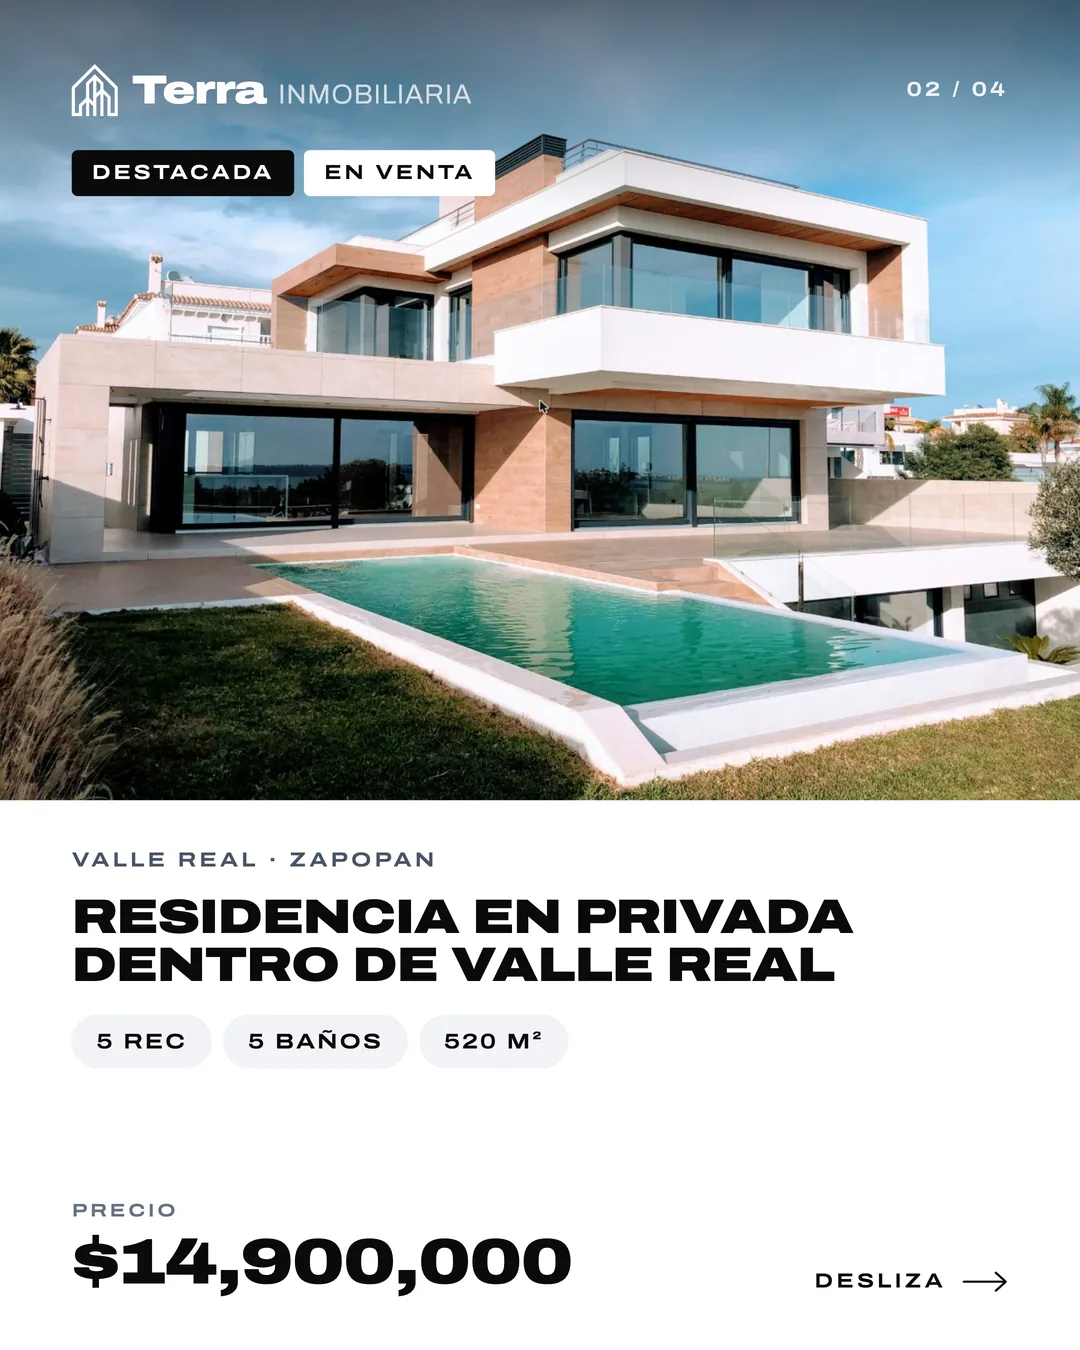 Terra INMOBILIARIA
02 / 04
DESTACADA
EN VENTA
VALLE REAL · ZAPOPAN
RESIDENCIA EN PRIVADA
DENTRO DE VALLE REAL
5 REC
5 BAÑOS
520 M²
PRECIO
$14,900,000
DESLIZA →